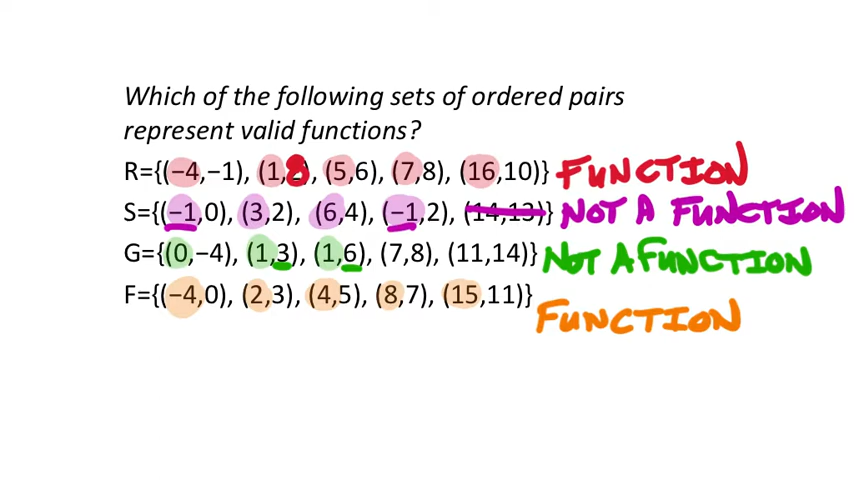 Which of the following sets of ordered pairs
represent valid functions?
R={(−4,−1), (1,8), (5,6), (7,8), (16,10)} FUNCTION
S={(−1,0), (3,2), (6,4), (−1,2), (14,13)} NOT A FUNCTION
G={(0,−4), (1,3), (1,6), (7,8), (11,14)} NOT A FUNCTION
F={(−4,0), (2,3), (4,5), (8,7), (15,11)}
FUNCTION